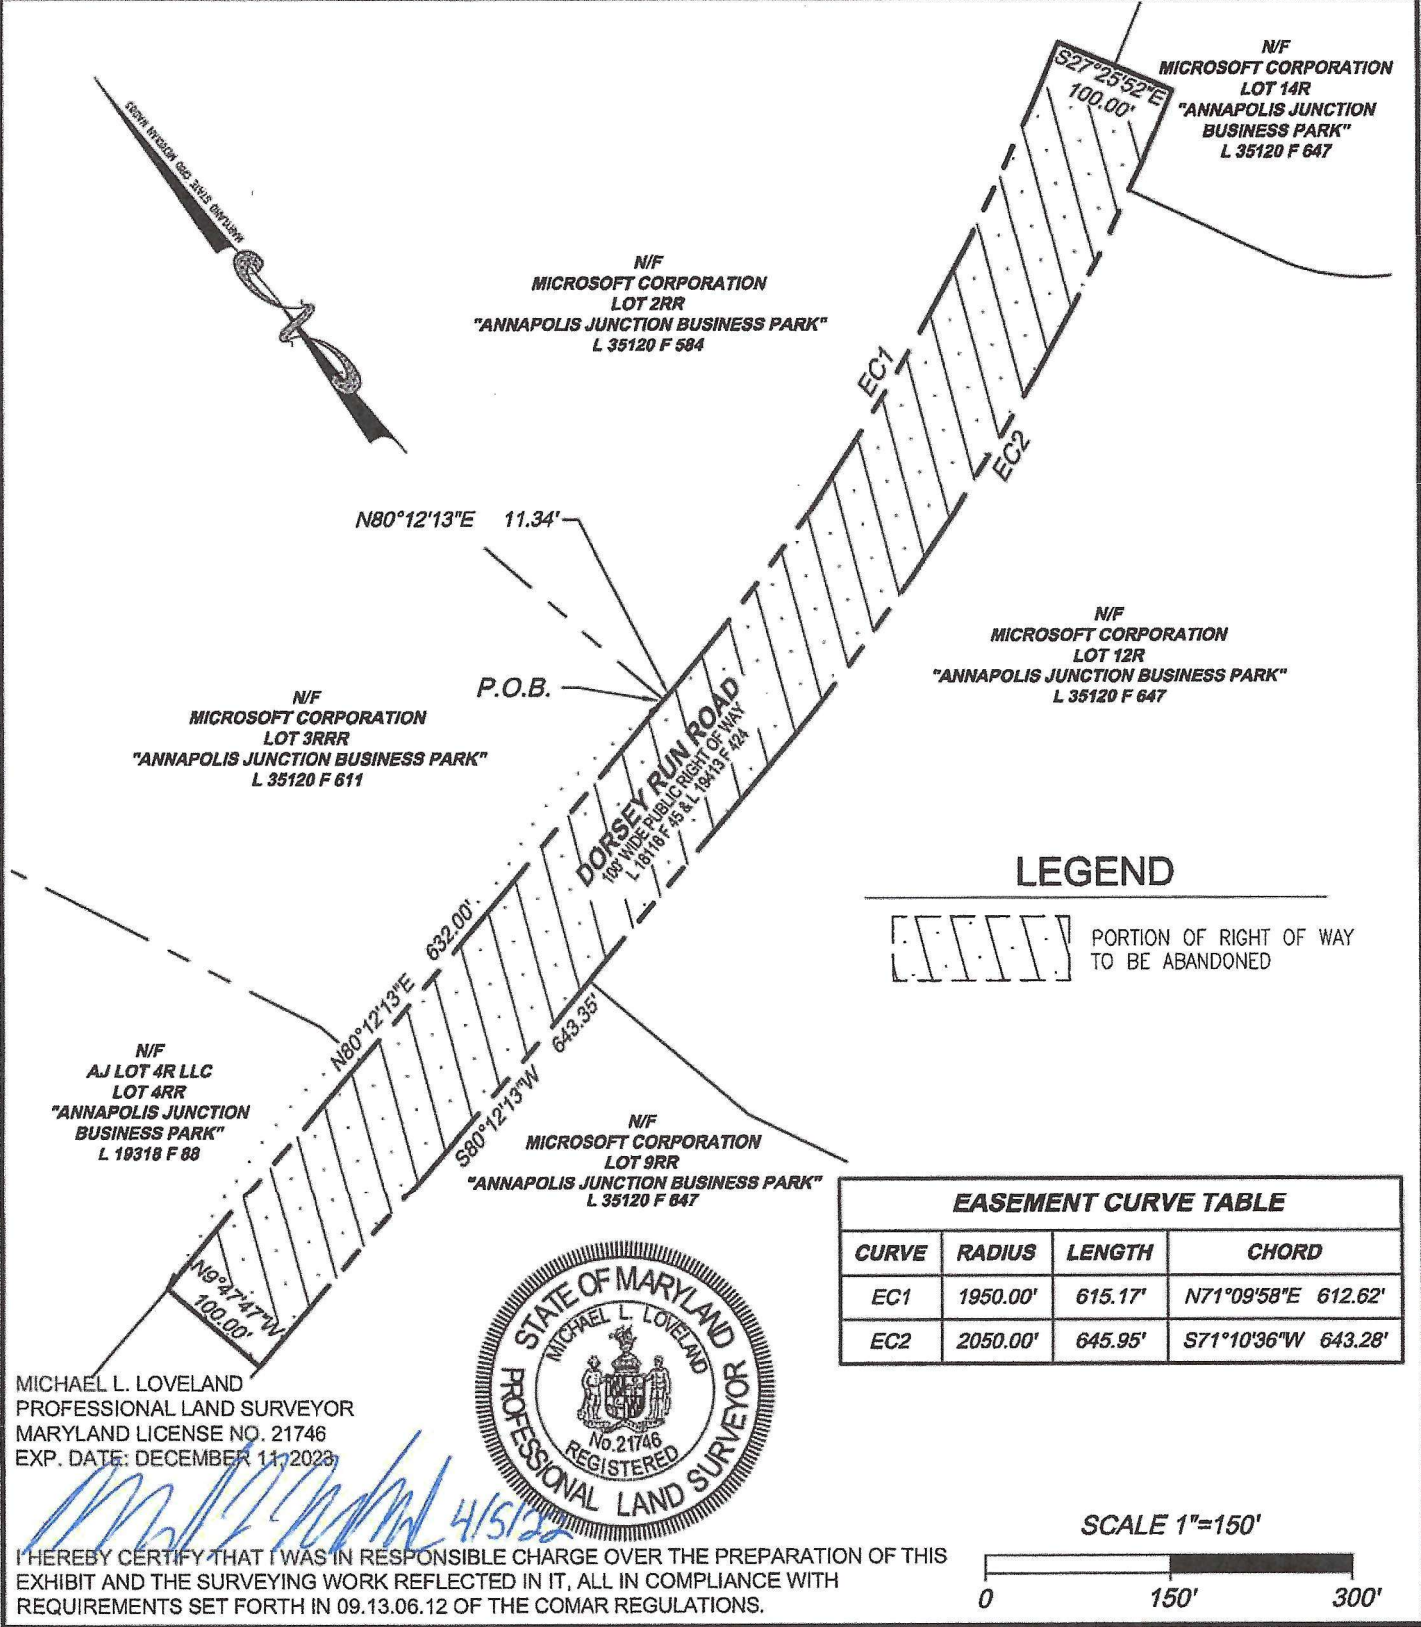 S27°25'52"E
100.00'
N/F
MICROSOFT CORPORATION
LOT 14R
"ANNAPOLIS JUNCTION
BUSINESS PARK"
L 35120 F 647
MARYLAND STATE GRID MERIDIAN NAD83
N/F
MICROSOFT CORPORATION
LOT 2RR
"ANNAPOLIS JUNCTION BUSINESS PARK"
L 35120 F 584
EC1
EC2
N80°12'13"E 11.34'
P.O.B.
N/F
MICROSOFT CORPORATION
LOT 12R
"ANNAPOLIS JUNCTION BUSINESS PARK"
L 35120 F 647
N/F
MICROSOFT CORPORATION
LOT 3RRR
"ANNAPOLIS JUNCTION BUSINESS PARK"
L 35120 F 611
DORSEY RUN ROAD
100' WIDE PUBLIC RIGHT OF WAY
L 18116 F 45 & L 19413 F 424
LEGEND
PORTION OF RIGHT OF WAY
TO BE ABANDONED
N80°12'13"E 632.00'
S80°12'13"W 643.35'
N/F
AJ LOT 4R LLC
LOT 4RR
"ANNAPOLIS JUNCTION
BUSINESS PARK"
L 19318 F 88
N/F
MICROSOFT CORPORATION
LOT 9RR
"ANNAPOLIS JUNCTION BUSINESS PARK"
L 35120 F 647
N9°47'47"W
100.00'
EASEMENT CURVE TABLE
CURVE RADIUS LENGTH CHORD
EC1 1950.00' 615.17' N71°09'58"E 612.62'
EC2 2050.00' 645.95' S71°10'36"W 643.28'
STATE OF MARYLAND
MICHAEL L. LOVELAND
No.21746
REGISTERED
PROFESSIONAL LAND SURVEYOR
MICHAEL L. LOVELAND
PROFESSIONAL LAND SURVEYOR
MARYLAND LICENSE NO. 21746
EXP. DATE: DECEMBER 11, 2023
4/5/22
I HEREBY CERTIFY THAT I WAS IN RESPONSIBLE CHARGE OVER THE PREPARATION OF THIS
EXHIBIT AND THE SURVEYING WORK REFLECTED IN IT, ALL IN COMPLIANCE WITH
REQUIREMENTS SET FORTH IN 09.13.06.12 OF THE COMAR REGULATIONS.
SCALE 1"=150'
0 150' 300'